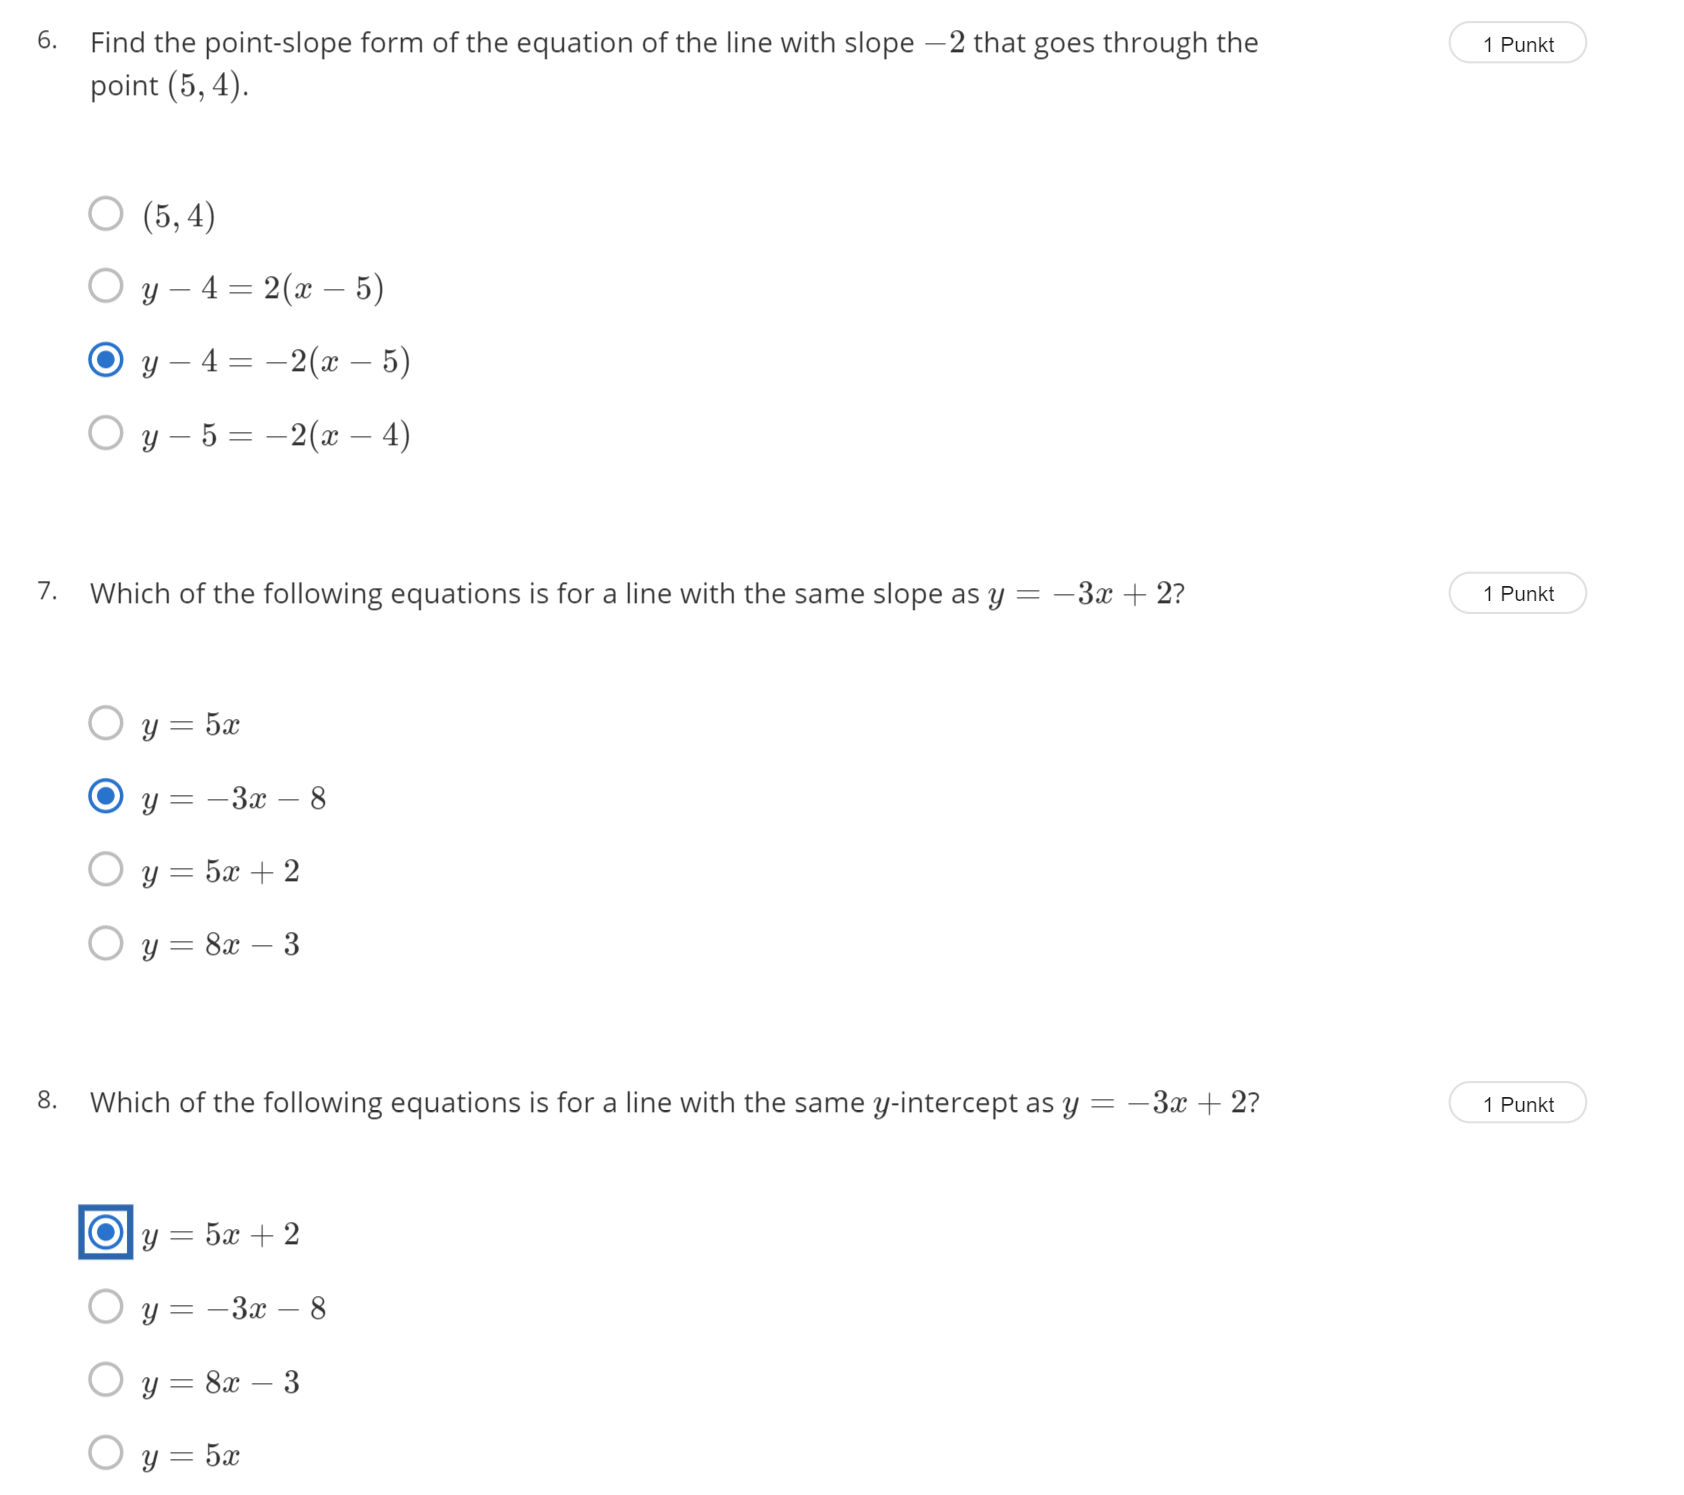 6. Find the point-slope form of the equation of the line with slope −2 that goes through the 1 Punkt
point (5, 4).
(5, 4)
y − 4 = 2(x − 5)
y − 4 = −2(x − 5)
y − 5 = −2(x − 4)
7. Which of the following equations is for a line with the same slope as y = −3x + 2? 1 Punkt
y = 5x
y = −3x − 8
y = 5x + 2
y = 8x − 3
8. Which of the following equations is for a line with the same y-intercept as y = −3x + 2? 1 Punkt
y = 5x + 2
y = −3x − 8
y = 8x − 3
y = 5x